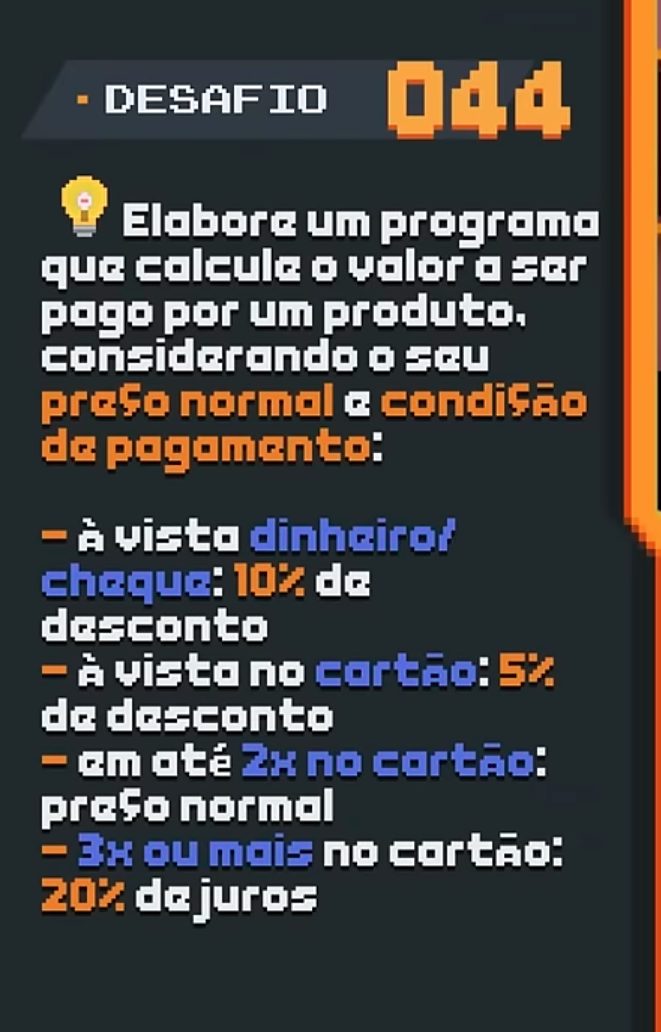 · DESAFIO 044
Elabore um programa
que calcule o valor a ser
pago por um produto,
considerando o seu
preço normal e condição
de pagamento:
- à vista dinheiro/
cheque: 10% de
desconto
- à vista no cartão: 5%
de desconto
- em até 2x no cartão:
preço normal
- 3x ou mais no cartão:
20% de juros